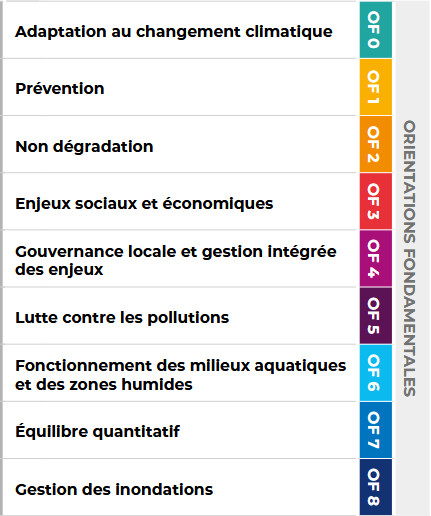 Adaptation au changement climatique
OF 0
Prévention
OF 1
Non dégradation
OF 2
Enjeux sociaux et économiques
OF 3
Gouvernance locale et gestion intégrée
des enjeux
OF 4
Lutte contre les pollutions
OF 5
Fonctionnement des milieux aquatiques
et des zones humides
OF 6
Équilibre quantitatif
OF 7
Gestion des inondations
OF 8
ORIENTATIONS FONDAMENTALES